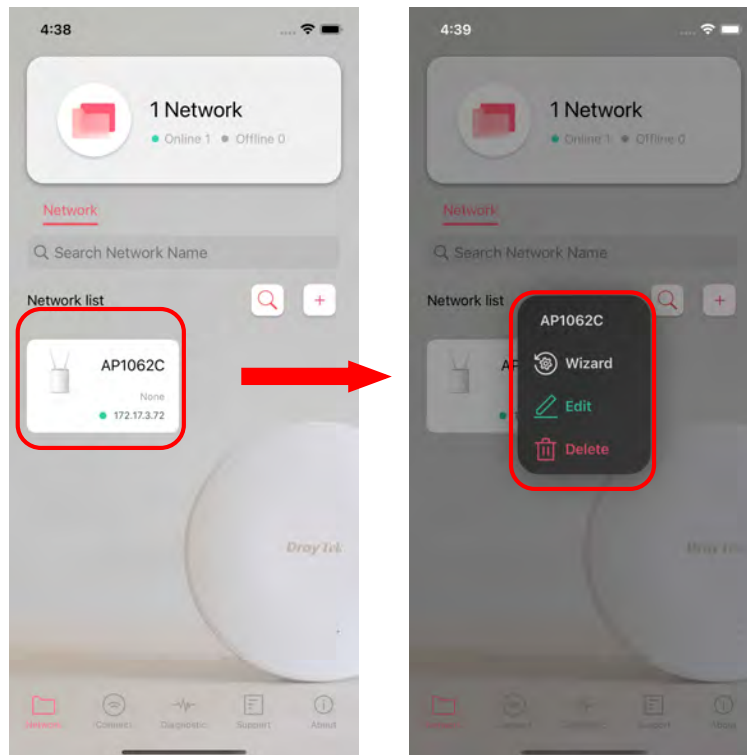 4:38
1 Network
Online 1 Offline 0
Network
Search Network Name
Network list
+
AP1062C
None
172.17.3.72
DrayTek
Network
Connect
Diagnostic
Support
About
4:39
1 Network
Online 1 Offline 0
Network
Search Network Name
Network list
+
AP1062C
Wizard
Edit
Delete
DrayTek